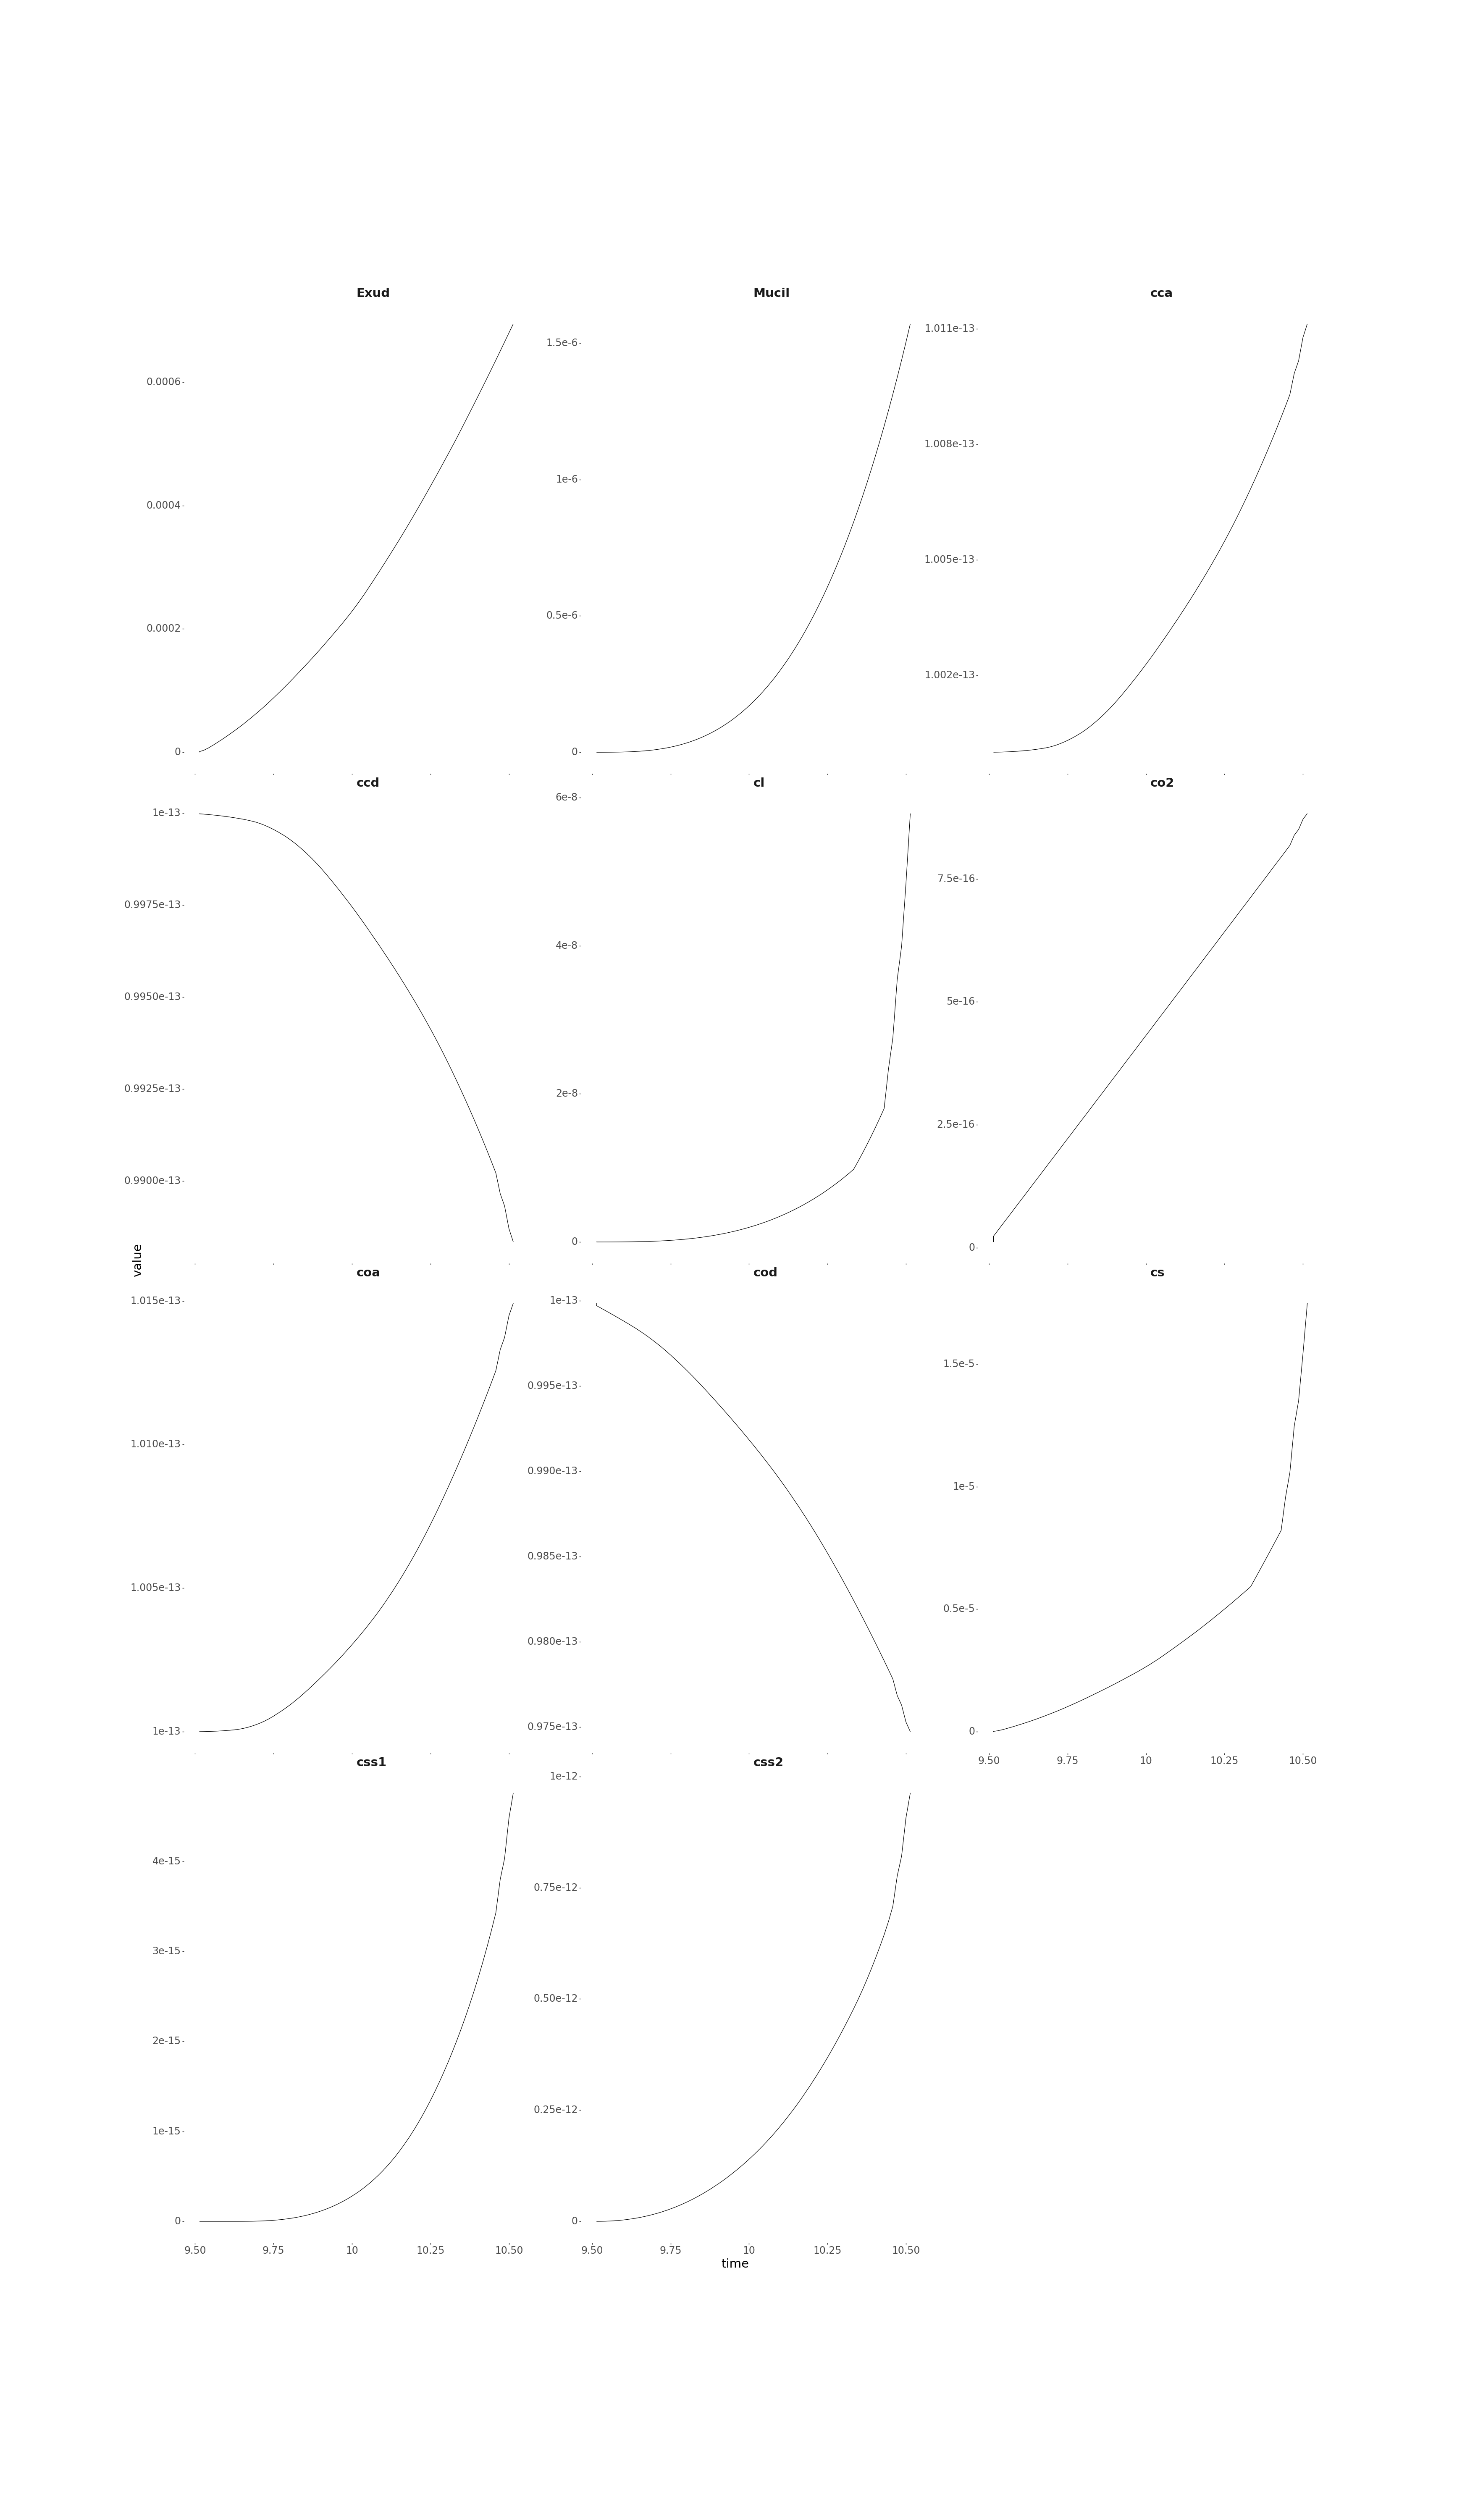 Exud Mucil cca
1.011e-13
1.5e-6
0.0006
1.008e-13
1e-6
0.0004
1.005e-13
0.0002
0.5e-6
1.002e-13
0 0
ccd cl co2
6e-8
1e-13
0.9975e-13
7.5e-16
4e-8
0.9950e-13
5e-16
0.9925e-13
2e-8
2.5e-16
0.9900e-13
0
0
value
coa cod cs
1.015e-13
1e-13
1.5e-5
0.995e-13
1.010e-13
0.990e-13
1e-5
0.985e-13
1.005e-13
0.5e-5
0.980e-13
0.975e-13
1e-13
0
9.50 9.75 10 10.25 10.50
css1 css2
1e-12
4e-15
0.75e-12
3e-15
0.50e-12
2e-15
0.25e-12
1e-15
0 0
9.50 9.75 10 10.25 10.50 9.50 9.75 10 10.25 10.50
time